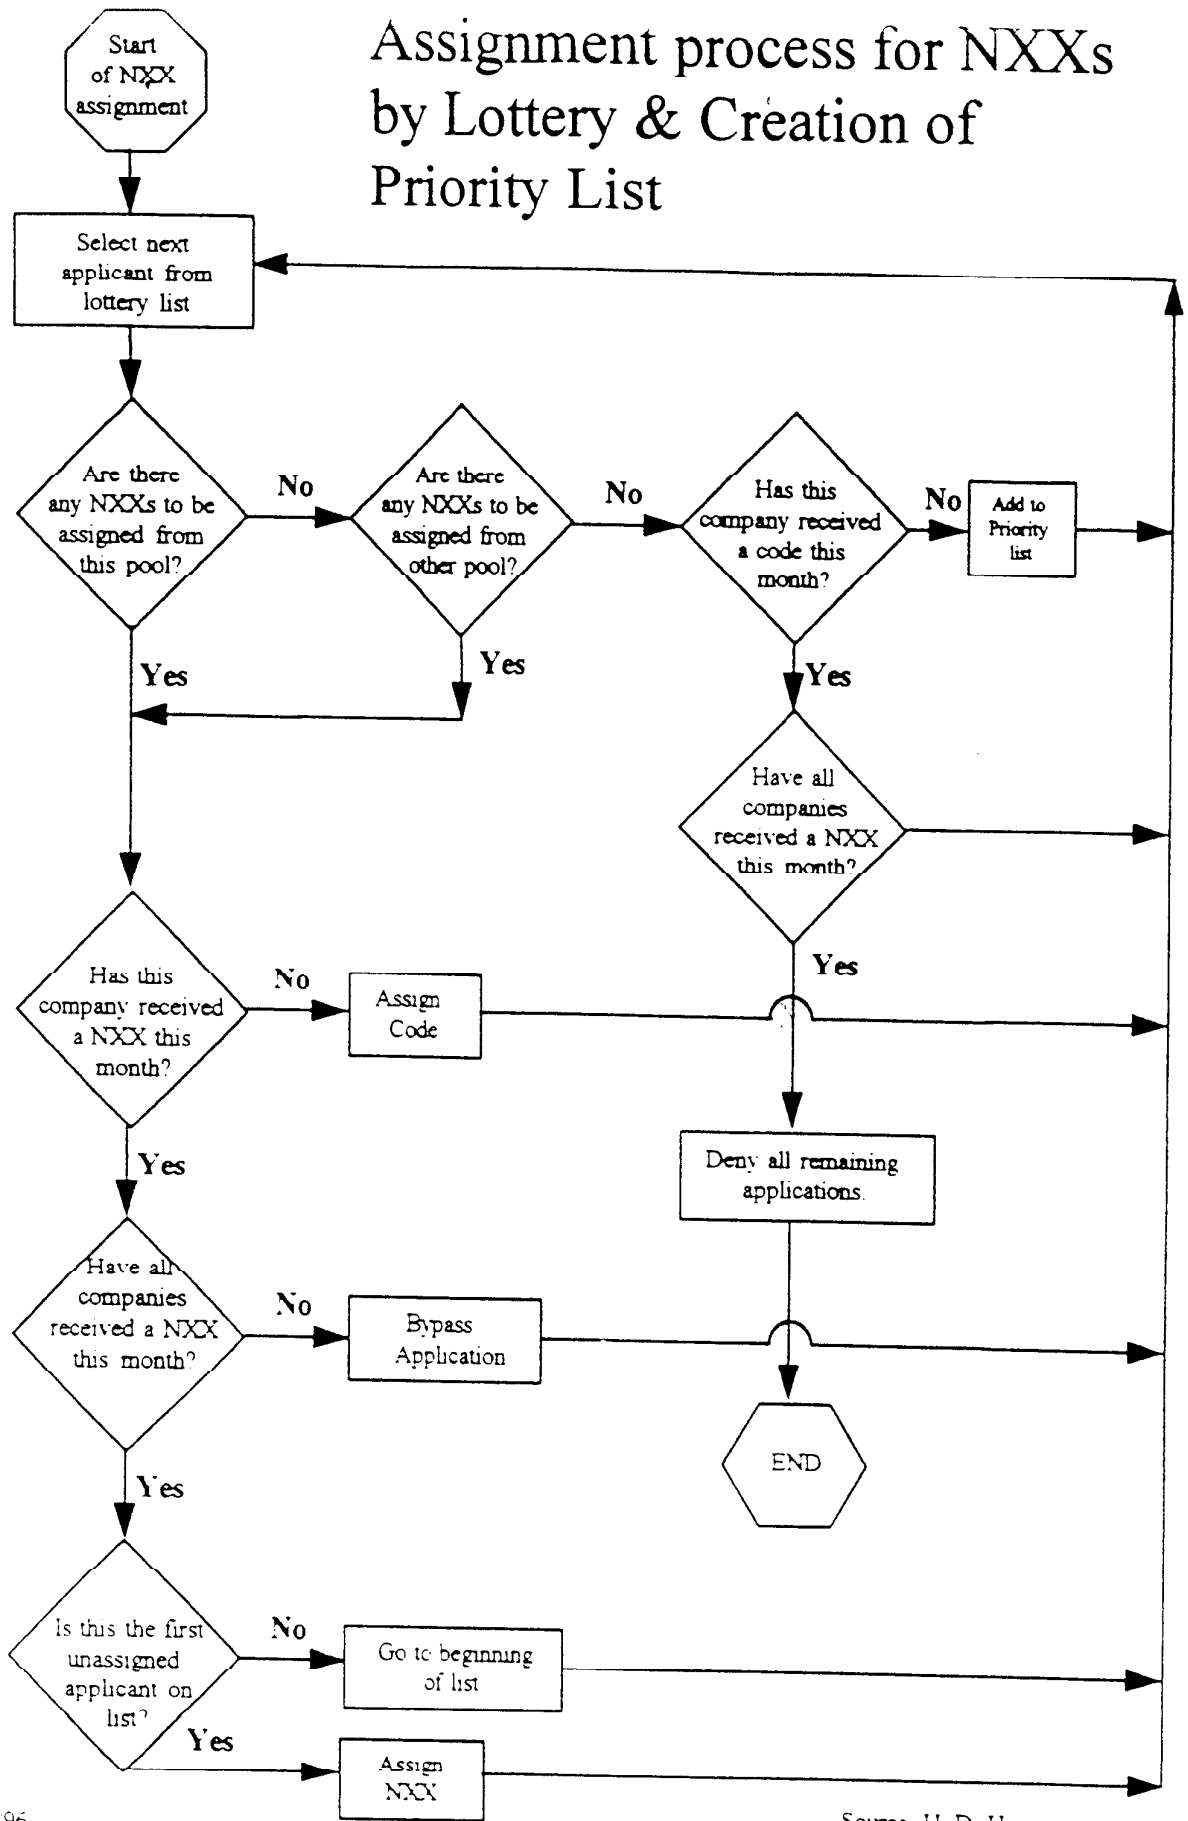 Assignment process for NXXs
by Lottery & Creation of
Priority List
Start
of NXX
assignment
Select next
applicant from
lottery list
Are there
any NXXs to be
assigned from
this pool?
No
Yes
Are there
any NXXs to be
assigned from
other pool?
No
Yes
Has this
company received
a code this
month?
No
Add to
Priority
list
Yes
Have all
companies
received a NXX
this month?
Yes
Has this
company received
a NXX this
month?
No
Assign
Code
Yes
Deny all remaining
applications.
Have all
companies
received a NXX
this month?
No
Bypass
Application
Yes
END
Is this the first
unassigned
applicant on
list?
No
Go to beginning
of list
Yes
Assign
NXX